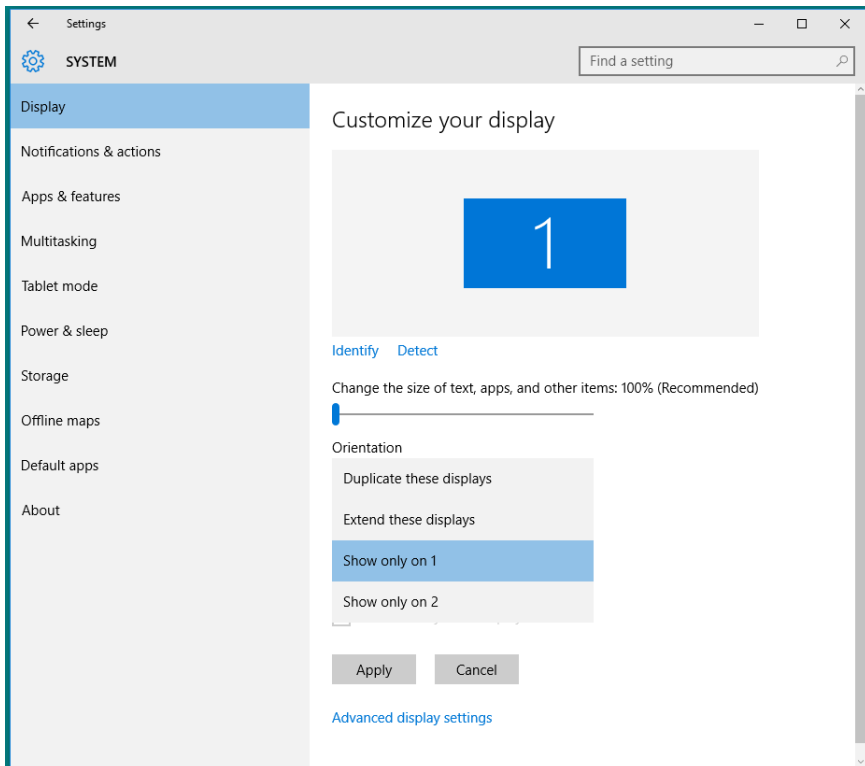 Settings
SYSTEM
Find a setting
Display
Notifications & actions
Apps & features
Multitasking
Tablet mode
Power & sleep
Storage
Offline maps
Default apps
About
Customize your display
1
Identify Detect
Change the size of text, apps, and other items: 100% (Recommended)
Orientation
Duplicate these displays
Extend these displays
Show only on 1
Show only on 2
Apply Cancel
Advanced display settings